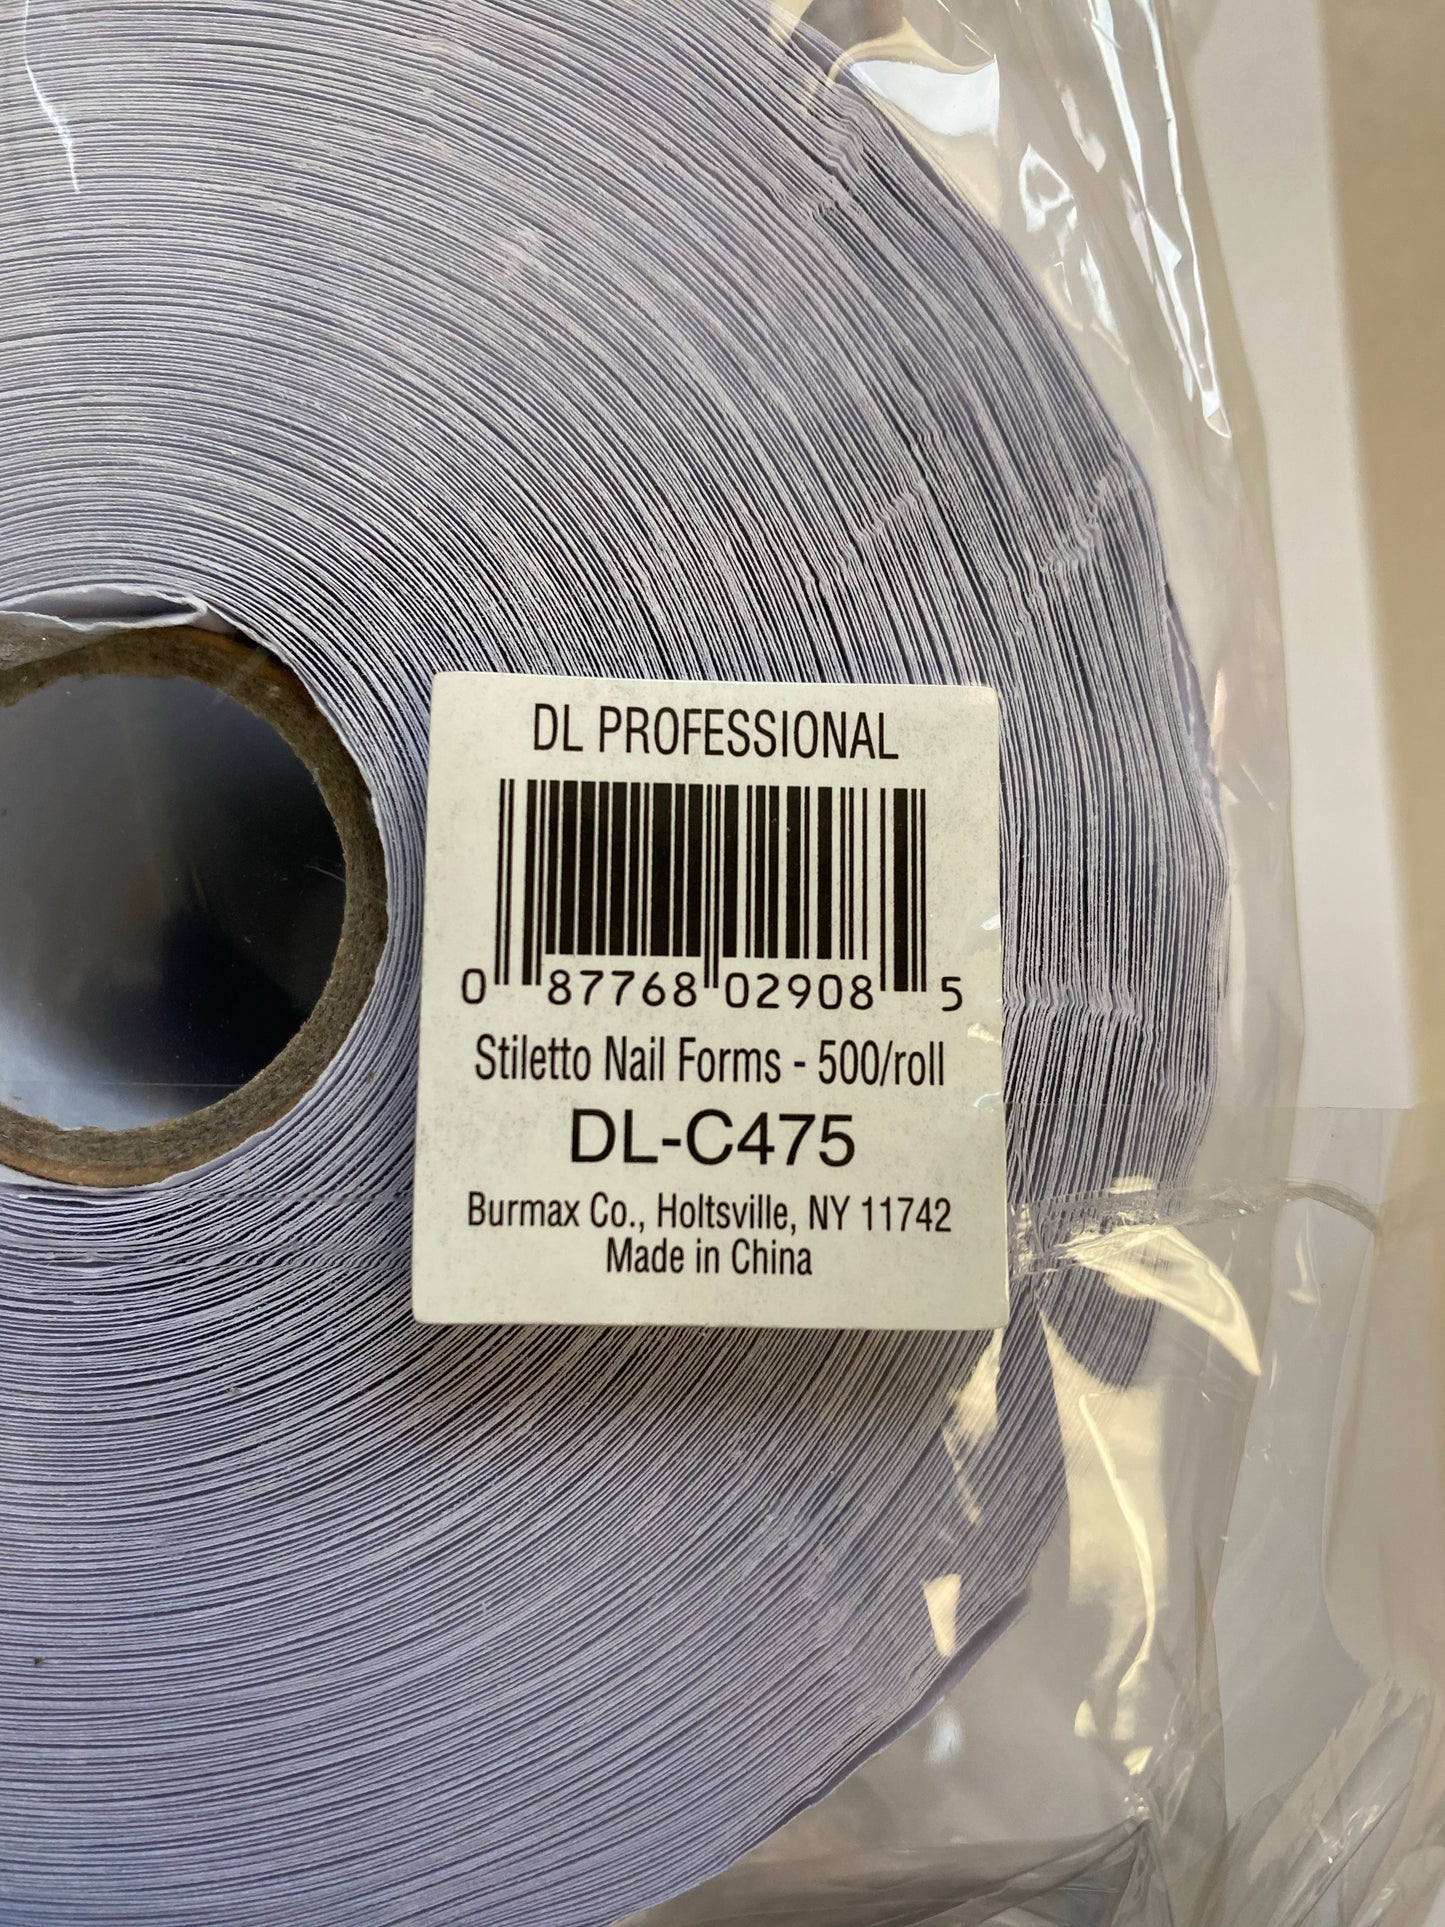 DL PROFESSIONAL
0 87768 02908 5
Stiletto Nail Forms - 500/roll
DL-C475
Burmax Co., Holtsville, NY 11742
Made in China